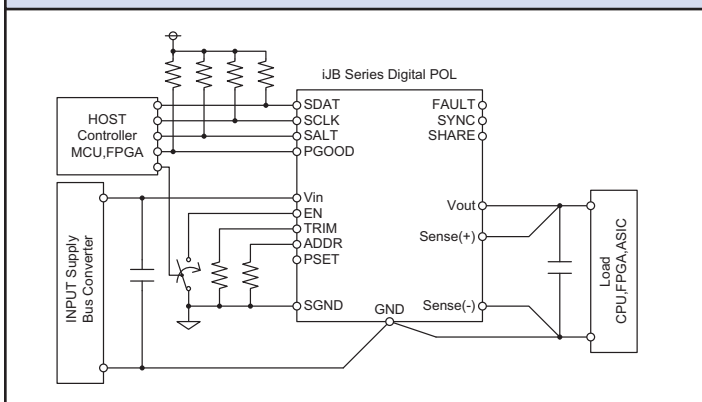 iJB Series Digital POL
HOST
Controller
MCU,FPGA
SDAT
SCLK
SALT
PGOOD
FAULT
SYNC
SHARE
INPUT Supply
Bus Converter
Vin
EN
TRIM
ADDR
PSET
SGND
GND
Vout
Sense(+)
Sense(-)
Load
CPU,FPGA,ASIC